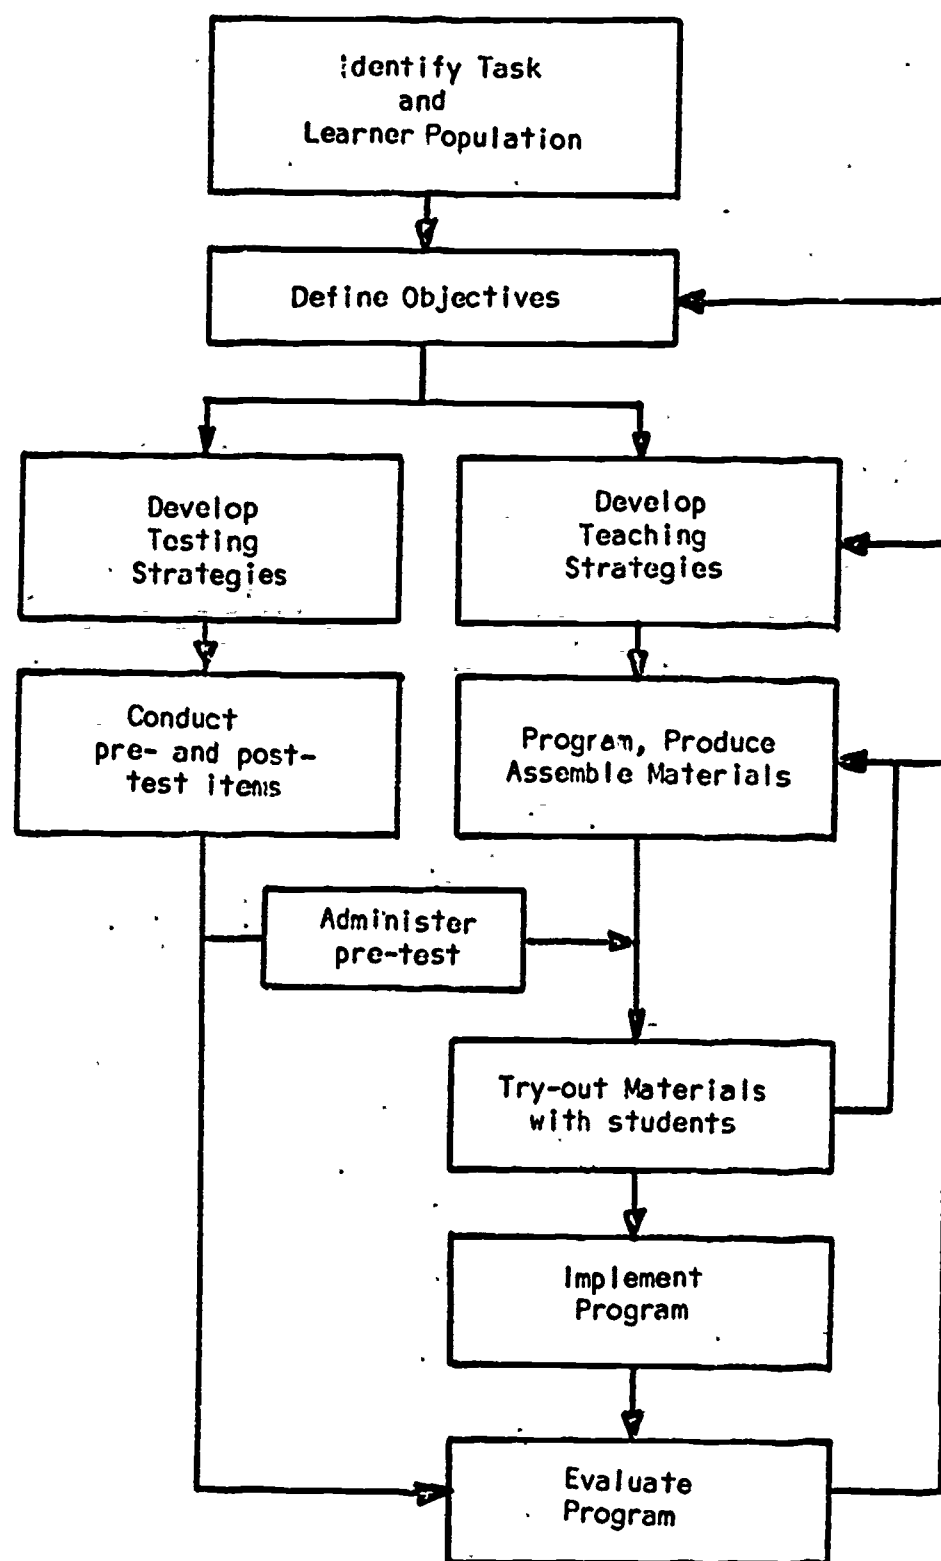 Identify Task
and
Learner Population
Define Objectives
Develop
Testing
Strategies
Develop
Teaching
Strategies
Conduct
pre- and post-
test items
Program, Produce
Assemble Materials
Administer
pre-test
Try-out Materials
with students
Implement
Program
Evaluate
Program